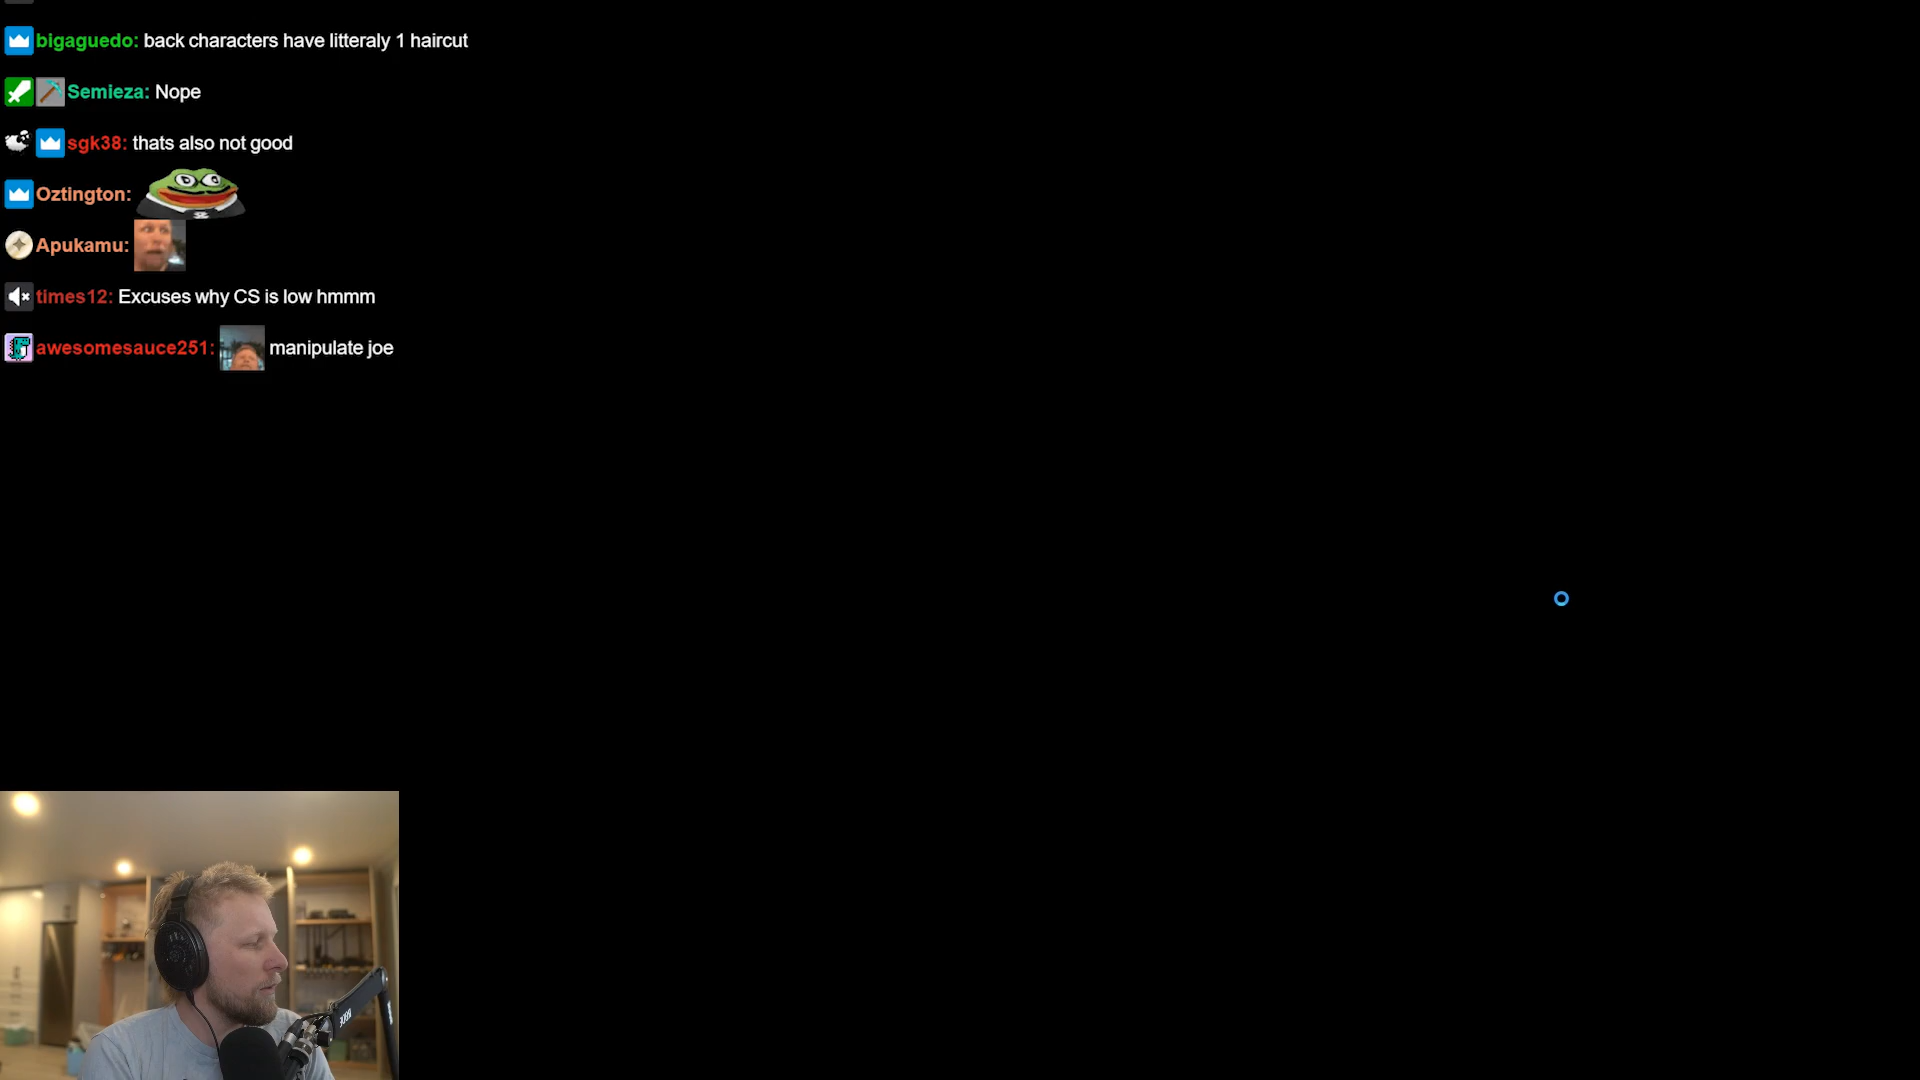 bigaguedo: back characters have litteraly 1 haircut
Semieza: Nope
sgk38: thats also not good
Oztington:
Apukamu:
times12: Excuses why CS is low hmmm
awesomesauce251: manipulate joe
RØDE